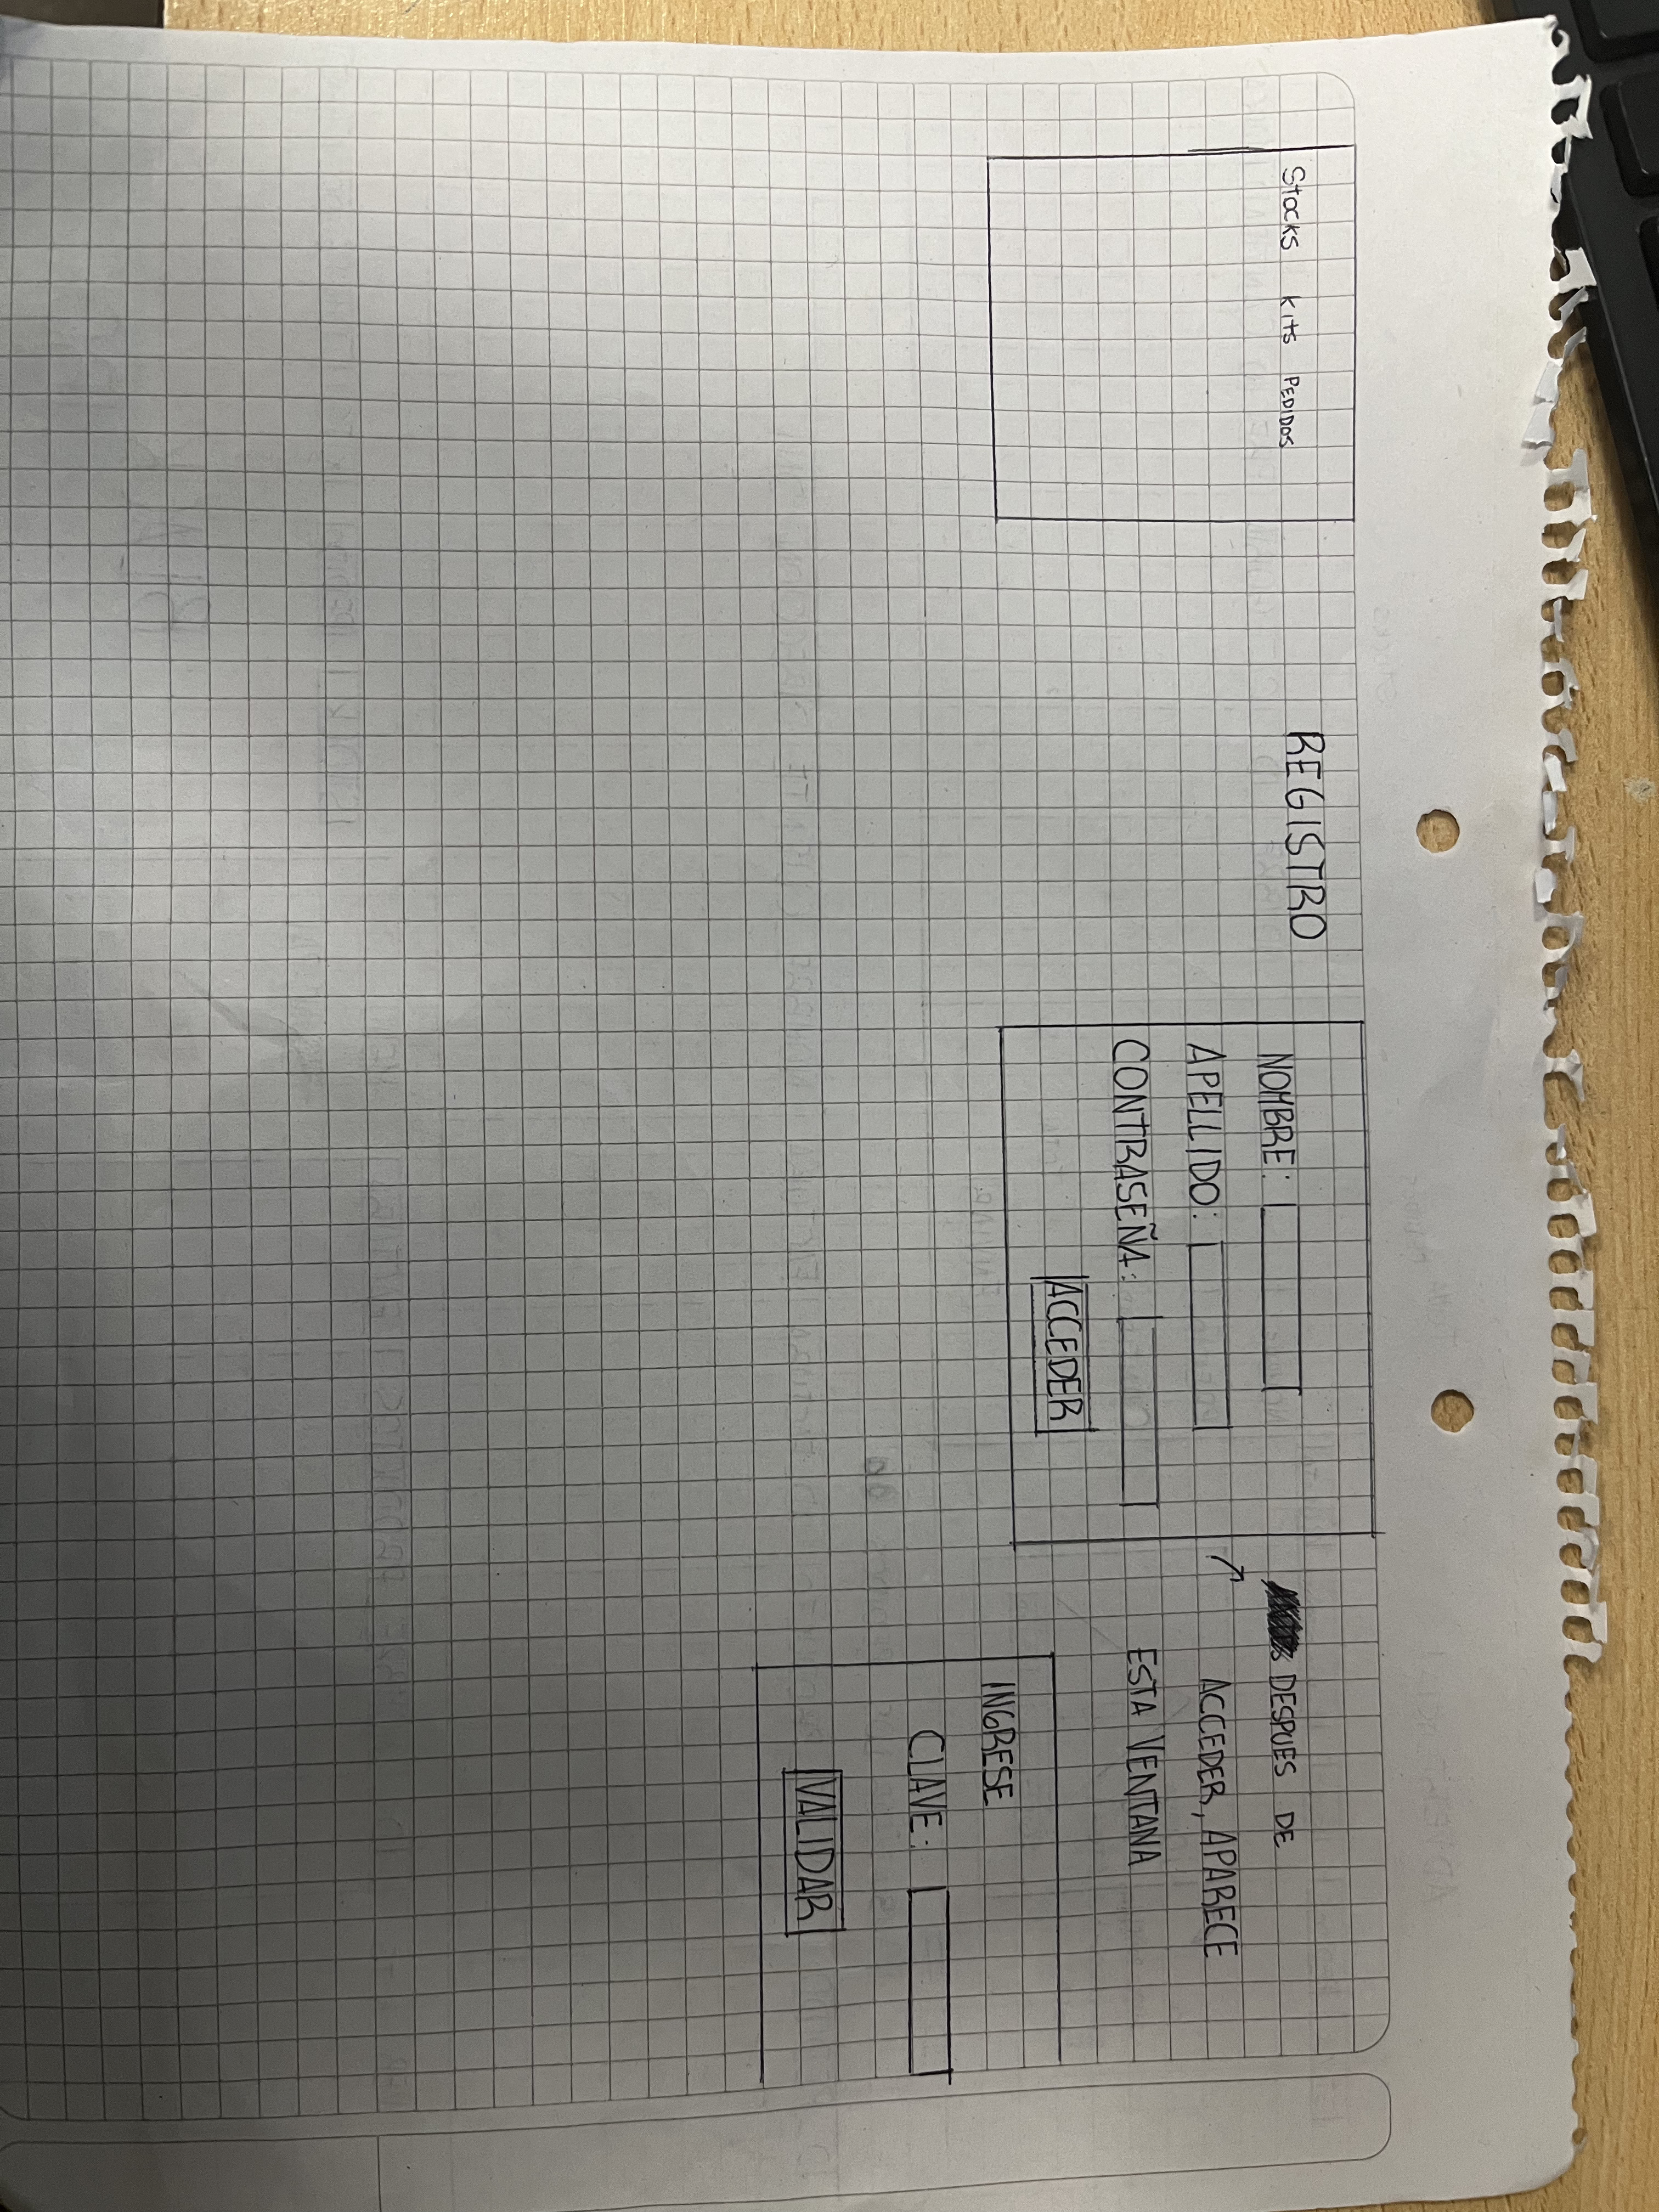 Stocks kits PEDIDOS
REGISTRO
NOMBRE:
APELLIDO:
CONTRASEÑA:
ACCEDER
DESPUES DE
ACCEDER, APARECE
ESTA VENTANA
INGRESE
CLAVE:
VALIDAR